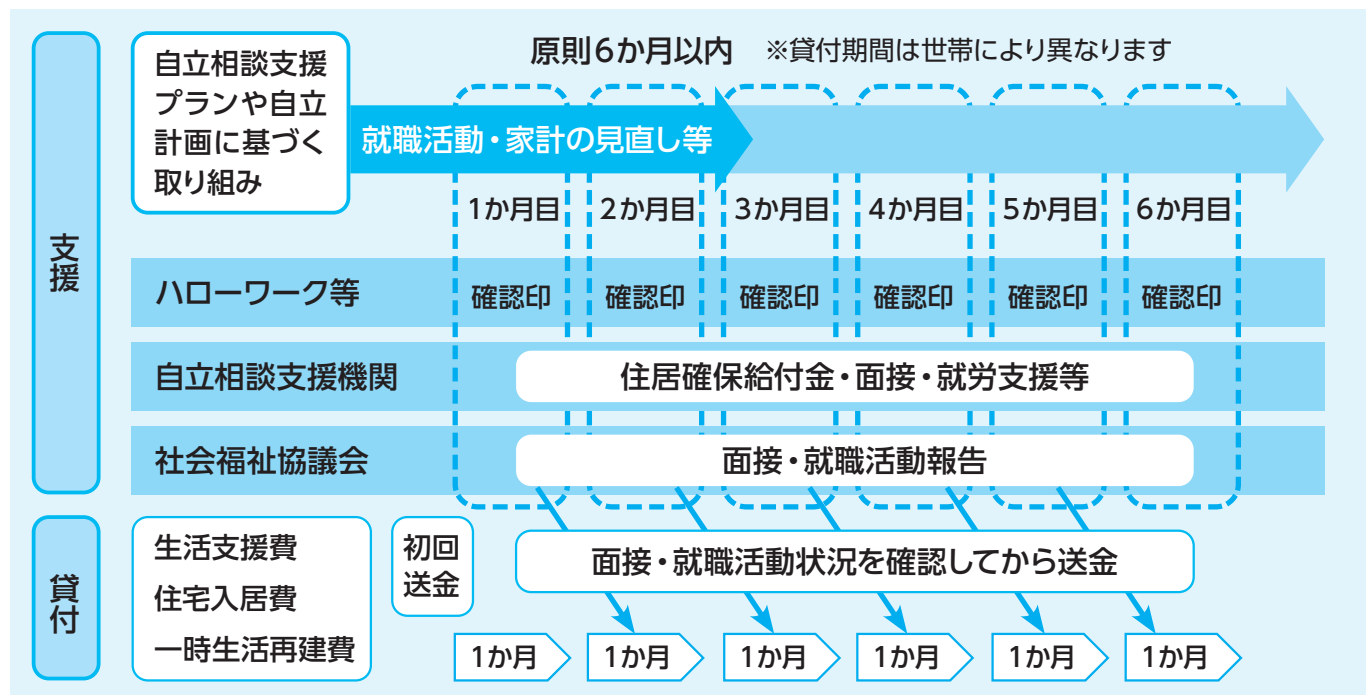 支援
自立相談支援
プランや自立
計画に基づく
取り組み
原則6か月以内 ※貸付期間は世帯により異なります
就職活動・家計の見直し等
1か月目 2か月目 3か月目 4か月目 5か月目 6か月目
ハローワーク等 確認印 確認印 確認印 確認印 確認印 確認印
自立相談支援機関 住居確保給付金・面接・就労支援等
社会福祉協議会 面接・就職活動報告
貸付
生活支援費
住宅入居費
一時生活再建費
初回
送金
面接・就職活動状況を確認してから送金
1か月 1か月 1か月 1か月 1か月 1か月